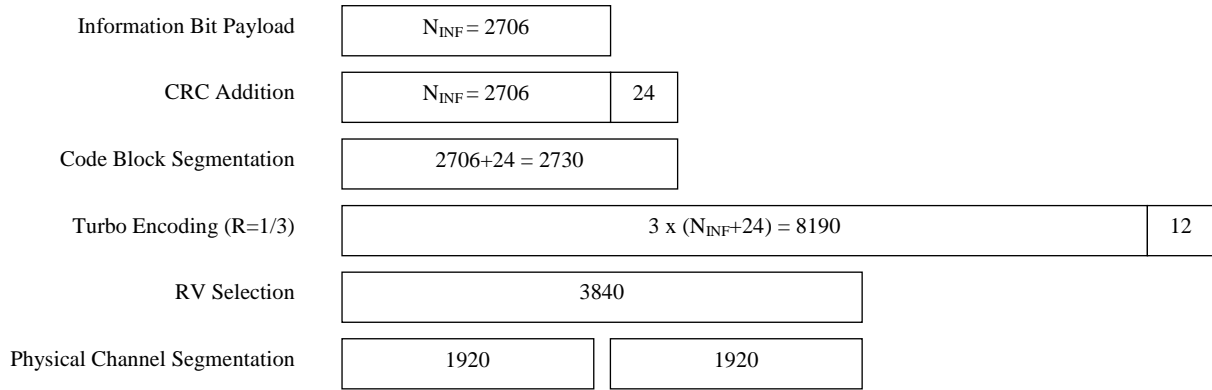 Information Bit Payload N_INF = 2706
CRC Addition N_INF = 2706 24
Code Block Segmentation 2706+24 = 2730
Turbo Encoding (R=1/3) 3 x (N_INF+24) = 8190 12
RV Selection 3840
Physical Channel Segmentation 1920 1920